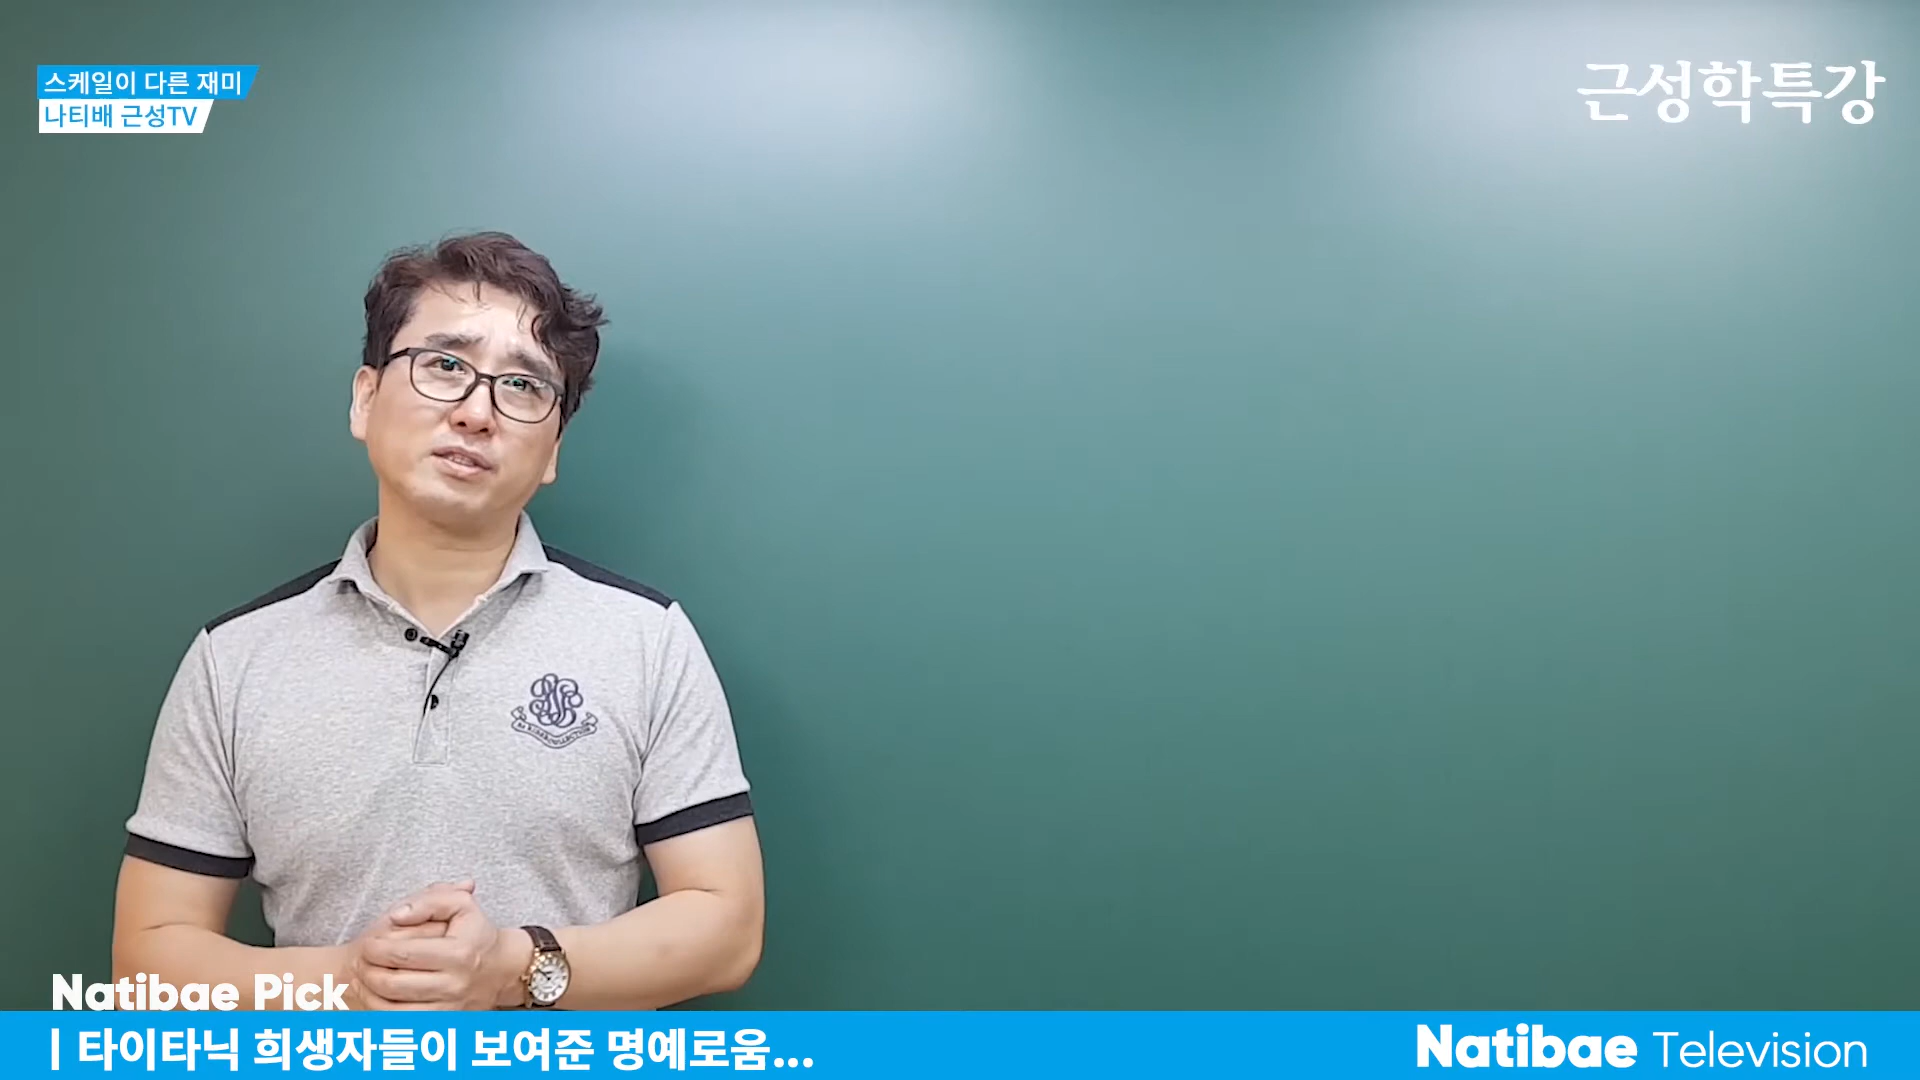 스케일이 다른 재미
나티배 근성TV
근성학특강
Natibae Pick
| 타이타닉 희생자들이 보여준 명예로움...
Natibae Television